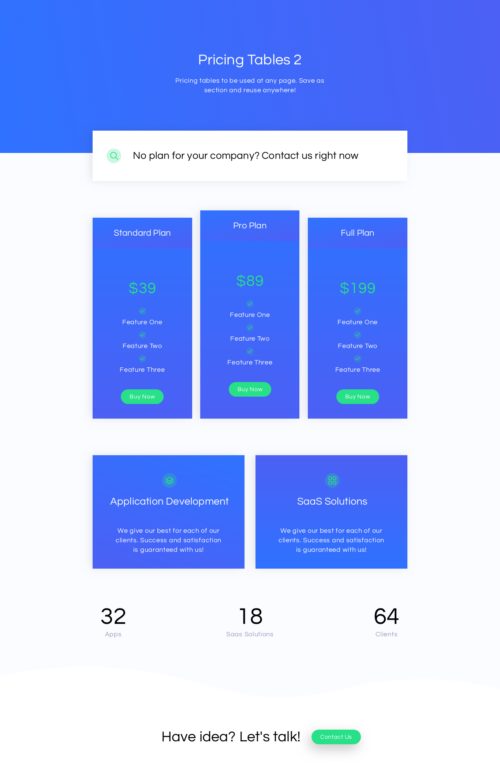 Pricing Tables 2
Pricing tables to be used at any page. Save as
section and reuse anywhere!
No plan for your company? Contact us right now
Standard Plan
$39
Feature One
Feature Two
Feature Three
Buy Now
Pro Plan
$89
Feature One
Feature Two
Feature Three
Buy Now
Full Plan
$199
Feature One
Feature Two
Feature Three
Buy Now
Application Development
We give our best for each of our
clients. Success and satisfaction
is guaranteed with us!
SaaS Solutions
We give our best for each of our
clients. Success and satisfaction
is guaranteed with us!
32
Apps
18
Saas Solutions
64
Clients
Have idea? Let's talk!
Contact Us